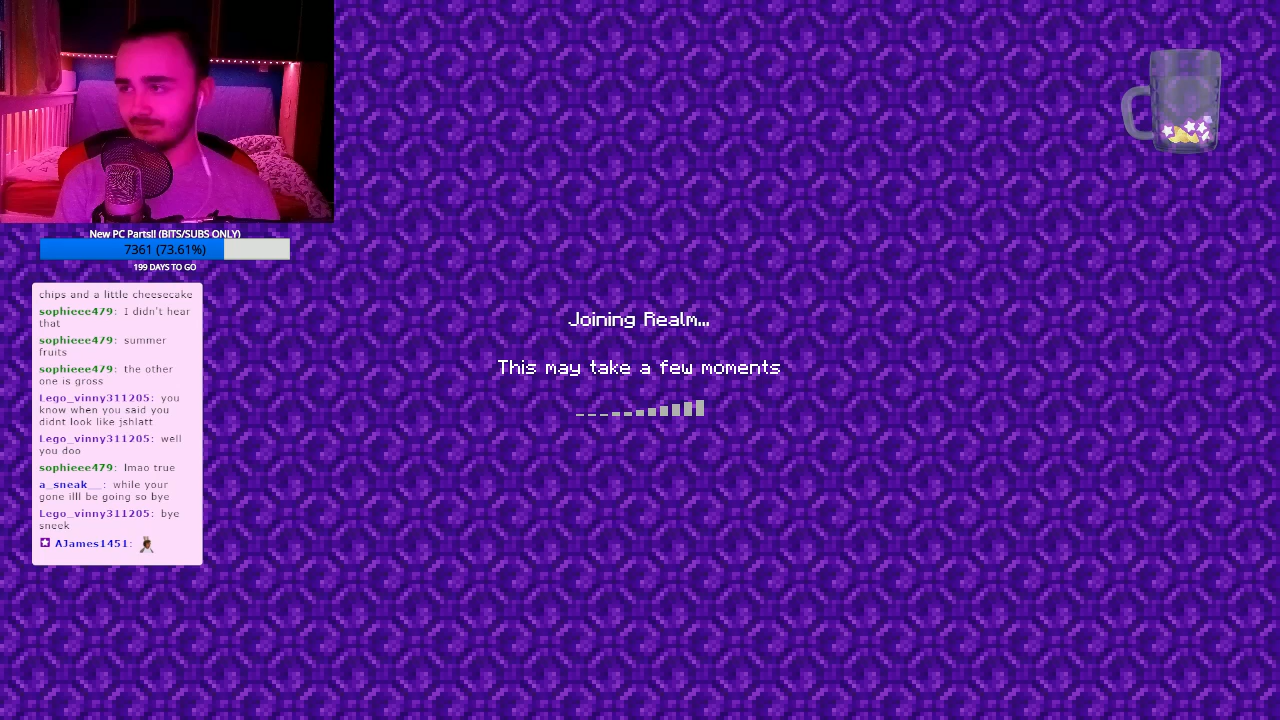 New PC Parts!! (BITS/SUBS ONLY)
7361 (73.61%)
199 DAYS TO GO
chips and a little cheesecake
sophieee479: I didn't hear
that
sophieee479: summer
fruits
sophieee479: the other
one is gross
Lego_vinny311205: you
know when you said you
didnt look like jshlatt
Lego_vinny311205: well
you doo
sophieee479: lmao true
a_sneak__: while your
gone illl be going so bye
Lego_vinny311205: bye
sneek
AJames1451:
Joining Realm...
This may take a few moments